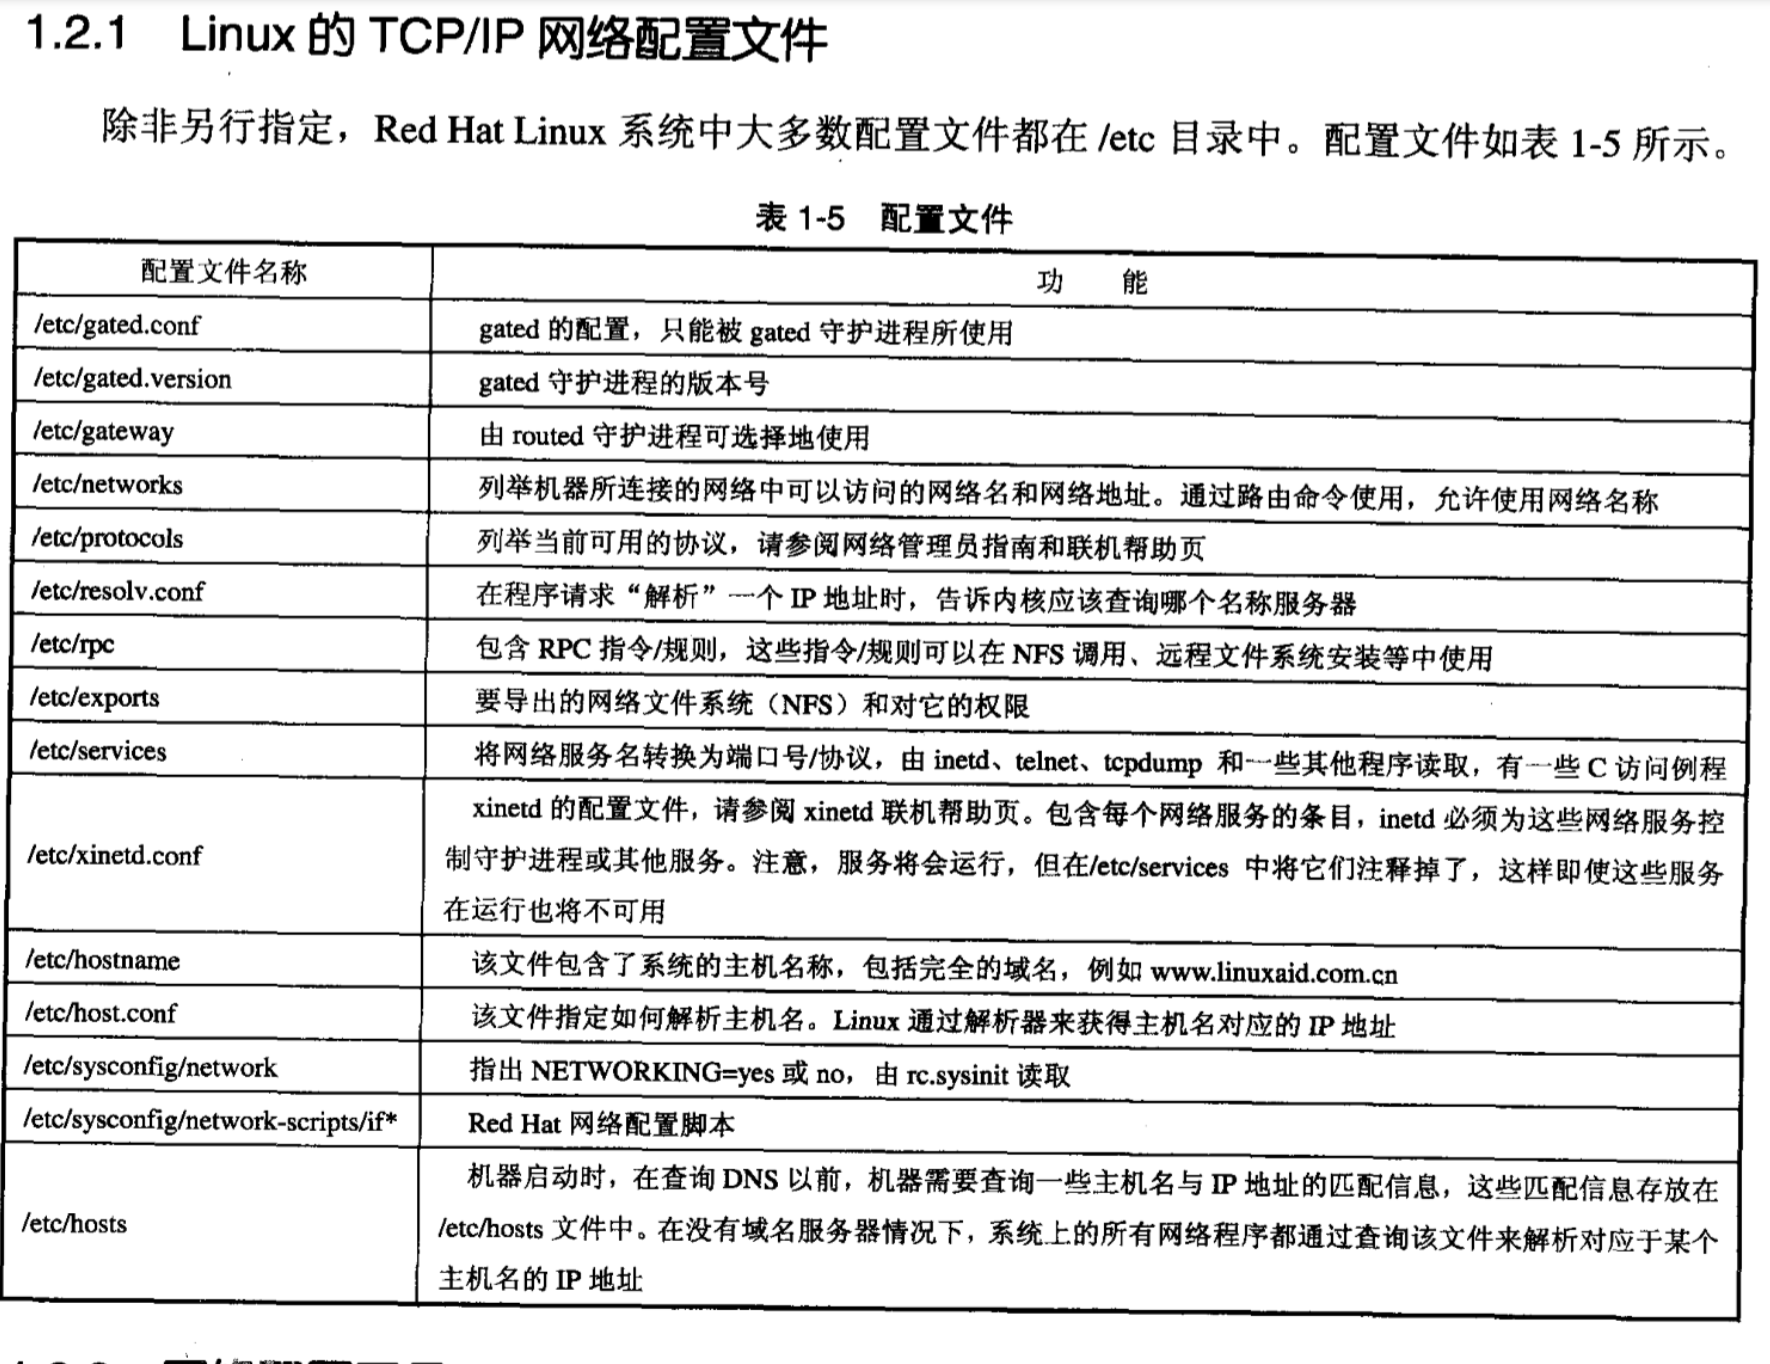 1.2.1 Linux 的 TCP/IP 网络配置文件
除非另行指定，Red Hat Linux 系统中大多数配置文件都在 /etc 目录中。配置文件如表 1-5 所示。
表 1-5 配置文件
配置文件名称 功 能
/etc/gated.conf gated 的配置，只能被 gated 守护进程所使用
/etc/gated.version gated 守护进程的版本号
/etc/gateway 由 routed 守护进程可选择地使用
/etc/networks 列举机器所连接的网络中可以访问的网络名和网络地址。通过路由命令使用，允许使用网络名称
/etc/protocols 列举当前可用的协议，请参阅网络管理员指南和联机帮助页
/etc/resolv.conf 在程序请求“解析”一个 IP 地址时，告诉内核应该查询哪个名称服务器
/etc/rpc 包含 RPC 指令/规则，这些指令/规则可以在 NFS 调用、远程文件系统安装等中使用
/etc/exports 要导出的网络文件系统（NFS）和对它的权限
/etc/services 将网络服务名转换为端口号/协议，由 inetd、telnet、tcpdump 和一些其他程序读取，有一些 C 访问例程
/etc/xinetd.conf xinetd 的配置文件，请参阅 xinetd 联机帮助页。包含每个网络服务的条目，inetd 必须为这些网络服务控
制守护进程或其他服务。注意，服务将会运行，但在/etc/services 中将它们注释掉了，这样即使这些服务
在运行也将不可用
/etc/hostname 该文件包含了系统的主机名称，包括完全的域名，例如 www.linuxaid.com.cn
/etc/host.conf 该文件指定如何解析主机名。Linux 通过解析器来获得主机名对应的 IP 地址
/etc/sysconfig/network 指出 NETWORKING=yes 或 no，由 rc.sysinit 读取
/etc/sysconfig/network-scripts/if* Red Hat 网络配置脚本
/etc/hosts 机器启动时，在查询 DNS 以前，机器需要查询一些主机名与 IP 地址的匹配信息，这些匹配信息存放在
/etc/hosts 文件中。在没有域名服务器情况下，系统上的所有网络程序都通过查询该文件来解析对应于某个
主机名的 IP 地址